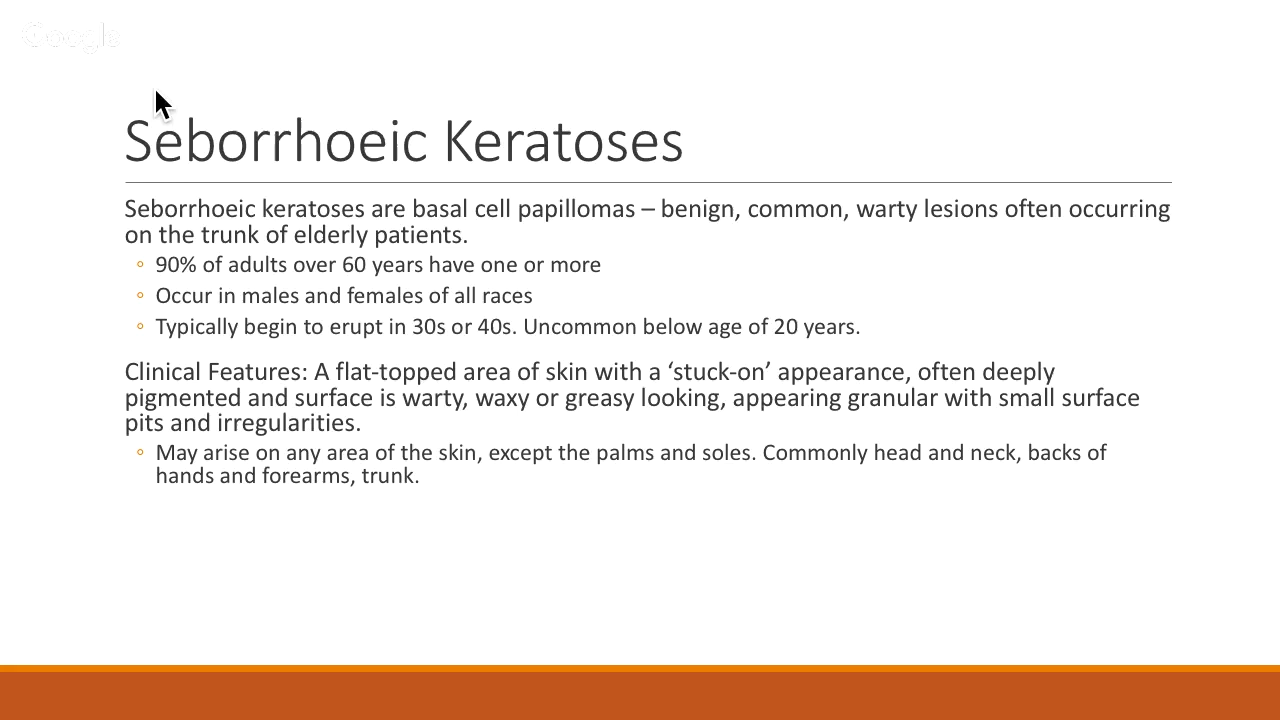 Google
Seborrhoeic Keratoses
Seborrhoeic keratoses are basal cell papillomas – benign, common, warty lesions often occurring
on the trunk of elderly patients.
◦ 90% of adults over 60 years have one or more
◦ Occur in males and females of all races
◦ Typically begin to erupt in 30s or 40s. Uncommon below age of 20 years.
Clinical Features: A flat-topped area of skin with a ‘stuck-on’ appearance, often deeply
pigmented and surface is warty, waxy or greasy looking, appearing granular with small surface
pits and irregularities.
◦ May arise on any area of the skin, except the palms and soles. Commonly head and neck, backs of
hands and forearms, trunk.